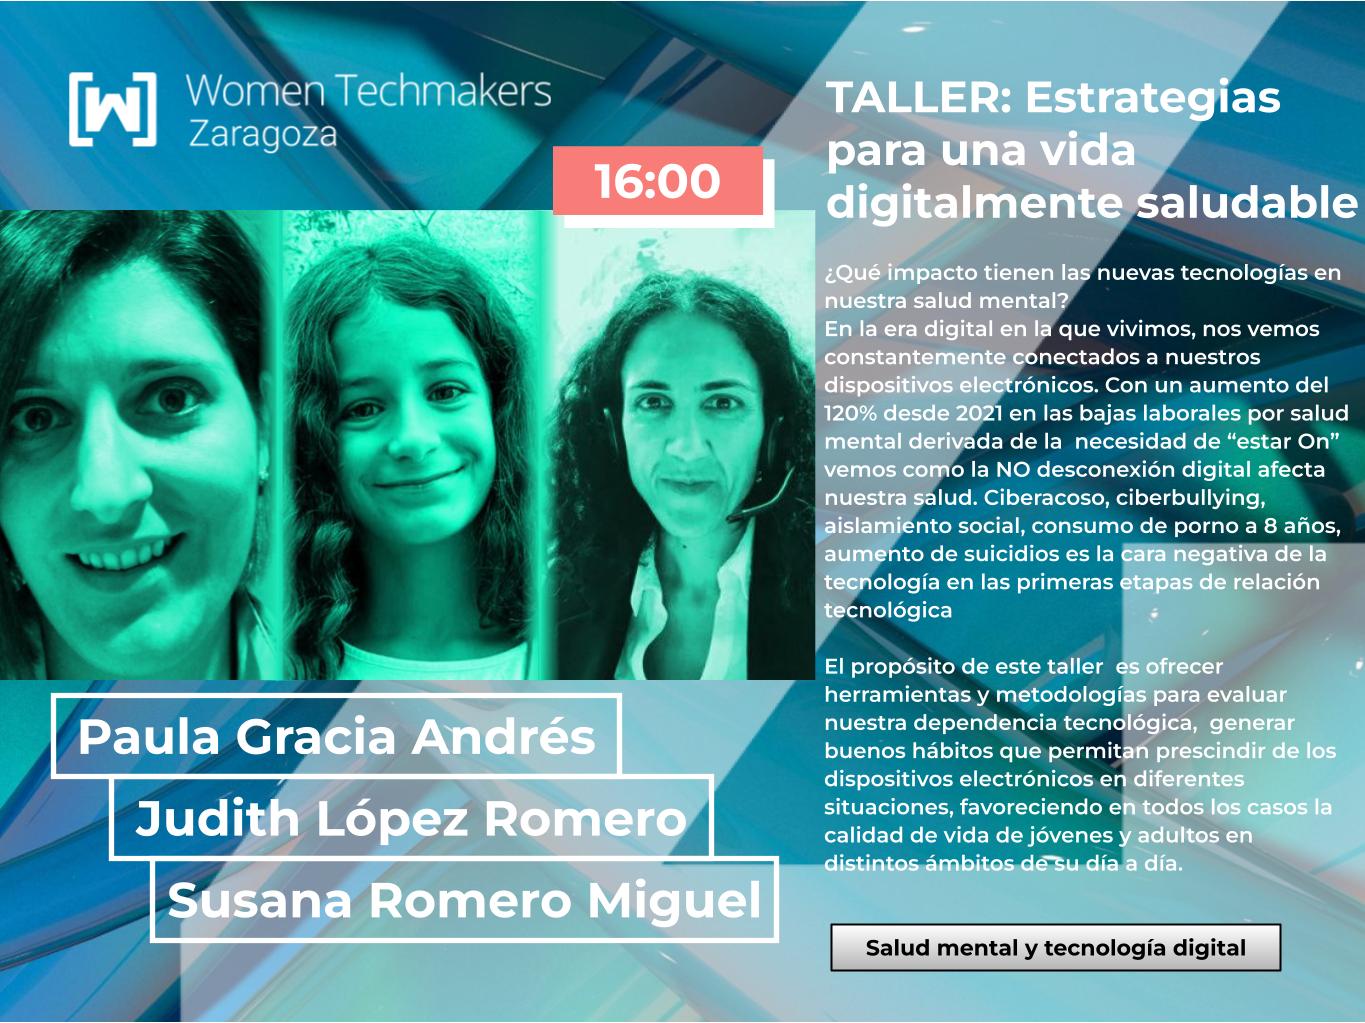 Women Techmakers
Zaragoza
16:00
Paula Gracia Andrés
Judith López Romero
Susana Romero Miguel
TALLER: Estrategias
para una vida
digitalmente saludable
¿Qué impacto tienen las nuevas tecnologías en
nuestra salud mental?
En la era digital en la que vivimos, nos vemos
constantemente conectados a nuestros
dispositivos electrónicos. Con un aumento del
120% desde 2021 en las bajas laborales por salud
mental derivada de la  necesidad de “estar On”
vemos como la NO desconexión digital afecta
nuestra salud. Ciberacoso, ciberbullying,
aislamiento social, consumo de porno a 8 años,
aumento de suicidios es la cara negativa de la
tecnología en las primeras etapas de relación
tecnológica
El propósito de este taller  es ofrecer
herramientas y metodologías para evaluar
nuestra dependencia tecnológica,  generar
buenos hábitos que permitan prescindir de los
dispositivos electrónicos en diferentes
situaciones, favoreciendo en todos los casos la
calidad de vida de jóvenes y adultos en
distintos ámbitos de su día a día.
Salud mental y tecnología digital